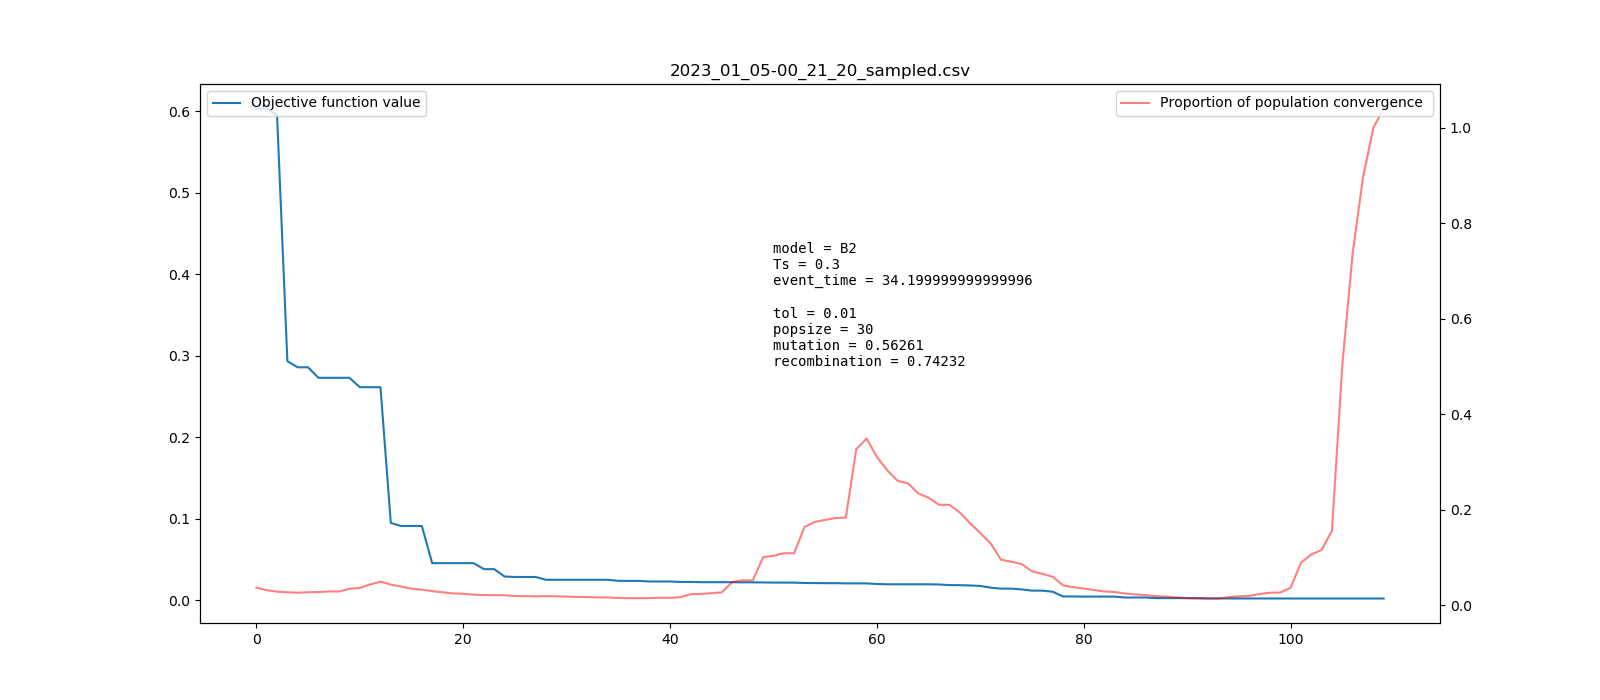 2023_01_05-00_21_20_sampled.csv
Objective function value
Proportion of population convergence
0.6
0.5
0.4
0.3
0.2
0.1
0.0
1.0
0.8
0.6
0.4
0.2
0.0
model = B2
Ts = 0.3
event_time = 34.199999999999996
tol = 0.01
popsize = 30
mutation = 0.56261
recombination = 0.74232
0
20
40
60
80
100